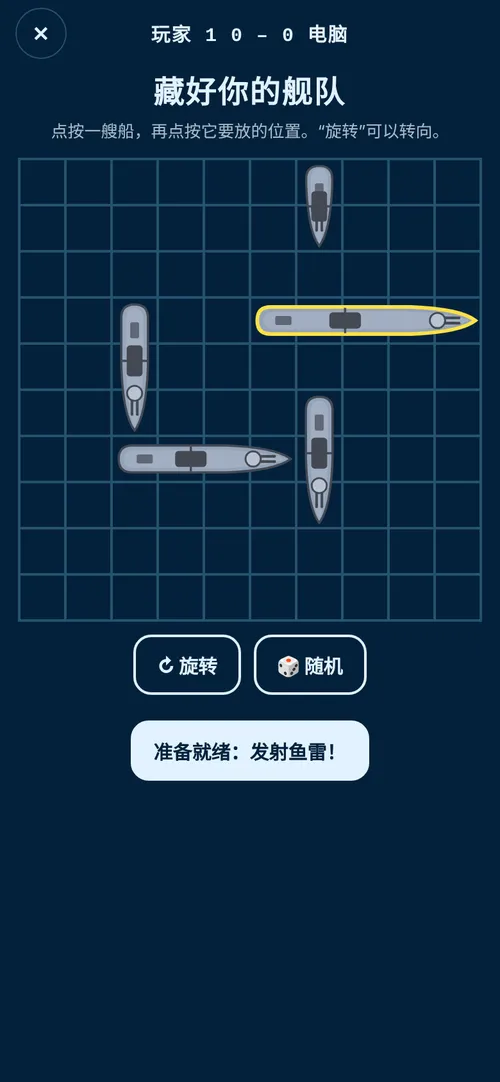 玩家 1 0 – 0 电脑
藏好你的舰队
点按一艘船，再点按它要放的位置。“旋转”可以转向。
旋转
随机
准备就绪：发射鱼雷！